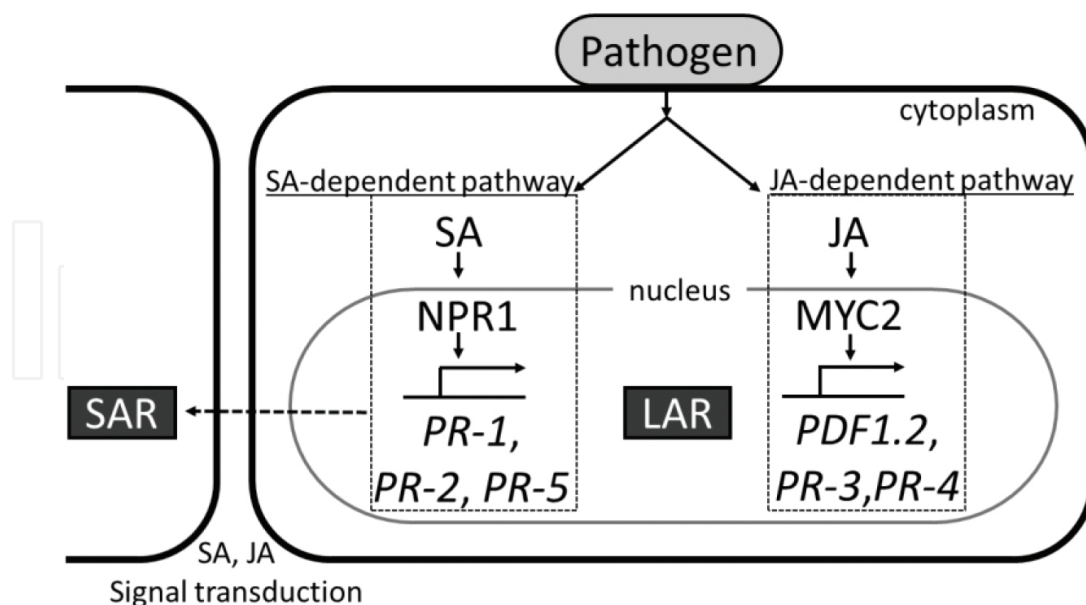 Pathogen
cytoplasm
SA-dependent pathway
JA-dependent pathway
SA
JA
nucleus
NPR1
MYC2
SAR
LAR
PR-1,
PR-2, PR-5
PDF1.2,
PR-3,PR-4
SA, JA
Signal transduction